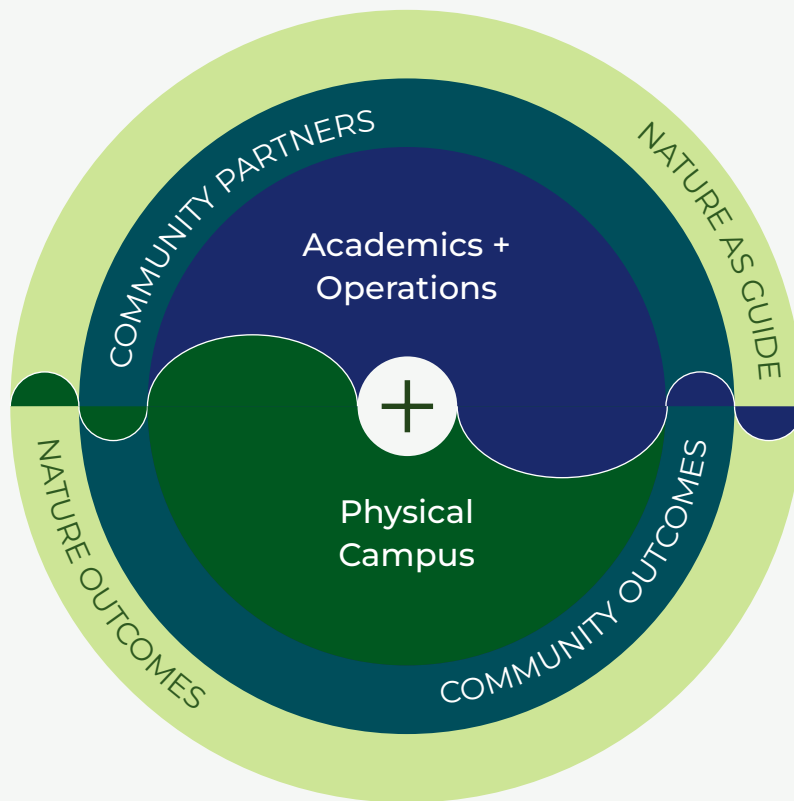 COMMUNITY PARTNERS
NATURE AS GUIDE
Academics +
Operations
+
Physical
Campus
NATURE OUTCOMES
COMMUNITY OUTCOMES